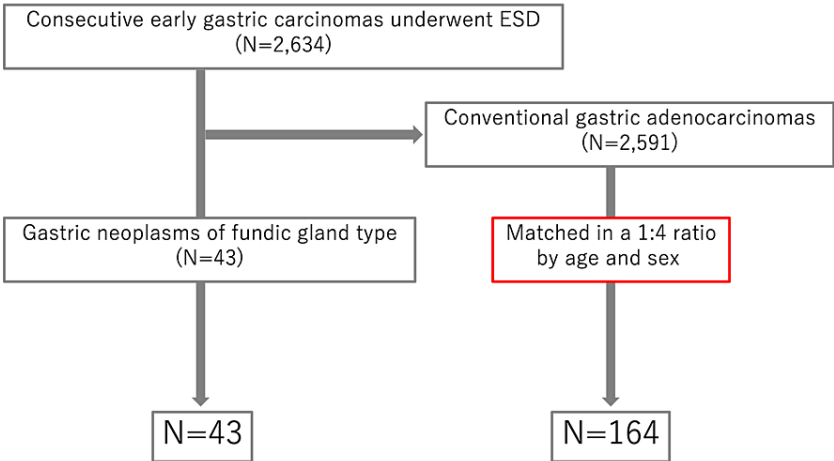 Consecutive early gastric carcinomas underwent ESD
(N=2,634)
Conventional gastric adenocarcinomas
(N=2,591)
Gastric neoplasms of fundic gland type
(N=43)
Matched in a 1:4 ratio
by age and sex
N=43
N=164